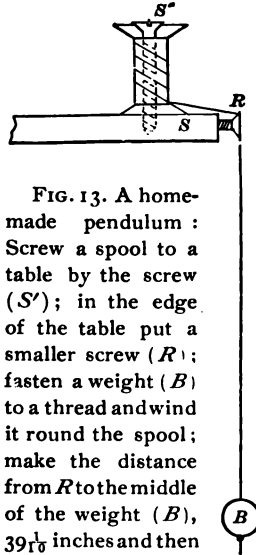 S'
R
S
FIG. 13. A home-
made pendulum :
Screw a spool to a
table by the screw
(S'); in the edge
of the table put a
smaller screw (R);
fasten a weight (B)
to a thread and wind
it round the spool;
make the distance
from R to the middle
of the weight (B),
39 1/10 inches and then
B